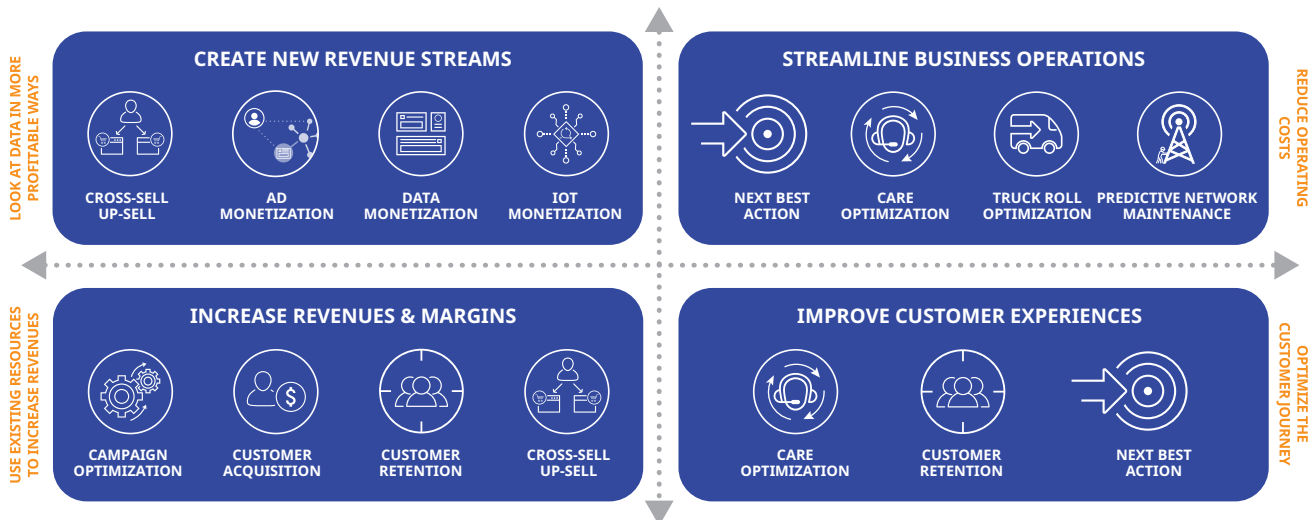 CREATE NEW REVENUE STREAMS
LOOK AT DATA IN MORE
PROFITABLE WAYS
CROSS-SELL
UP-SELL
AD
MONETIZATION
DATA
MONETIZATION
IOT
MONETIZATION
STREAMLINE BUSINESS OPERATIONS
NEXT BEST
ACTION
CARE
OPTIMIZATION
TRUCK ROLL
OPTIMIZATION
PREDICTIVE NETWORK
MAINTENANCE
REDUCE OPERATING
COSTS
INCREASE REVENUES & MARGINS
USE EXISTING RESOURCES
TO INCREASE REVENUES
CAMPAIGN
OPTIMIZATION
CUSTOMER
ACQUISITION
$
CUSTOMER
RETENTION
CROSS-SELL
UP-SELL
IMPROVE CUSTOMER EXPERIENCES
CARE
OPTIMIZATION
CUSTOMER
RETENTION
NEXT BEST
ACTION
OPTIMIZE THE
CUSTOMER JOURNEY